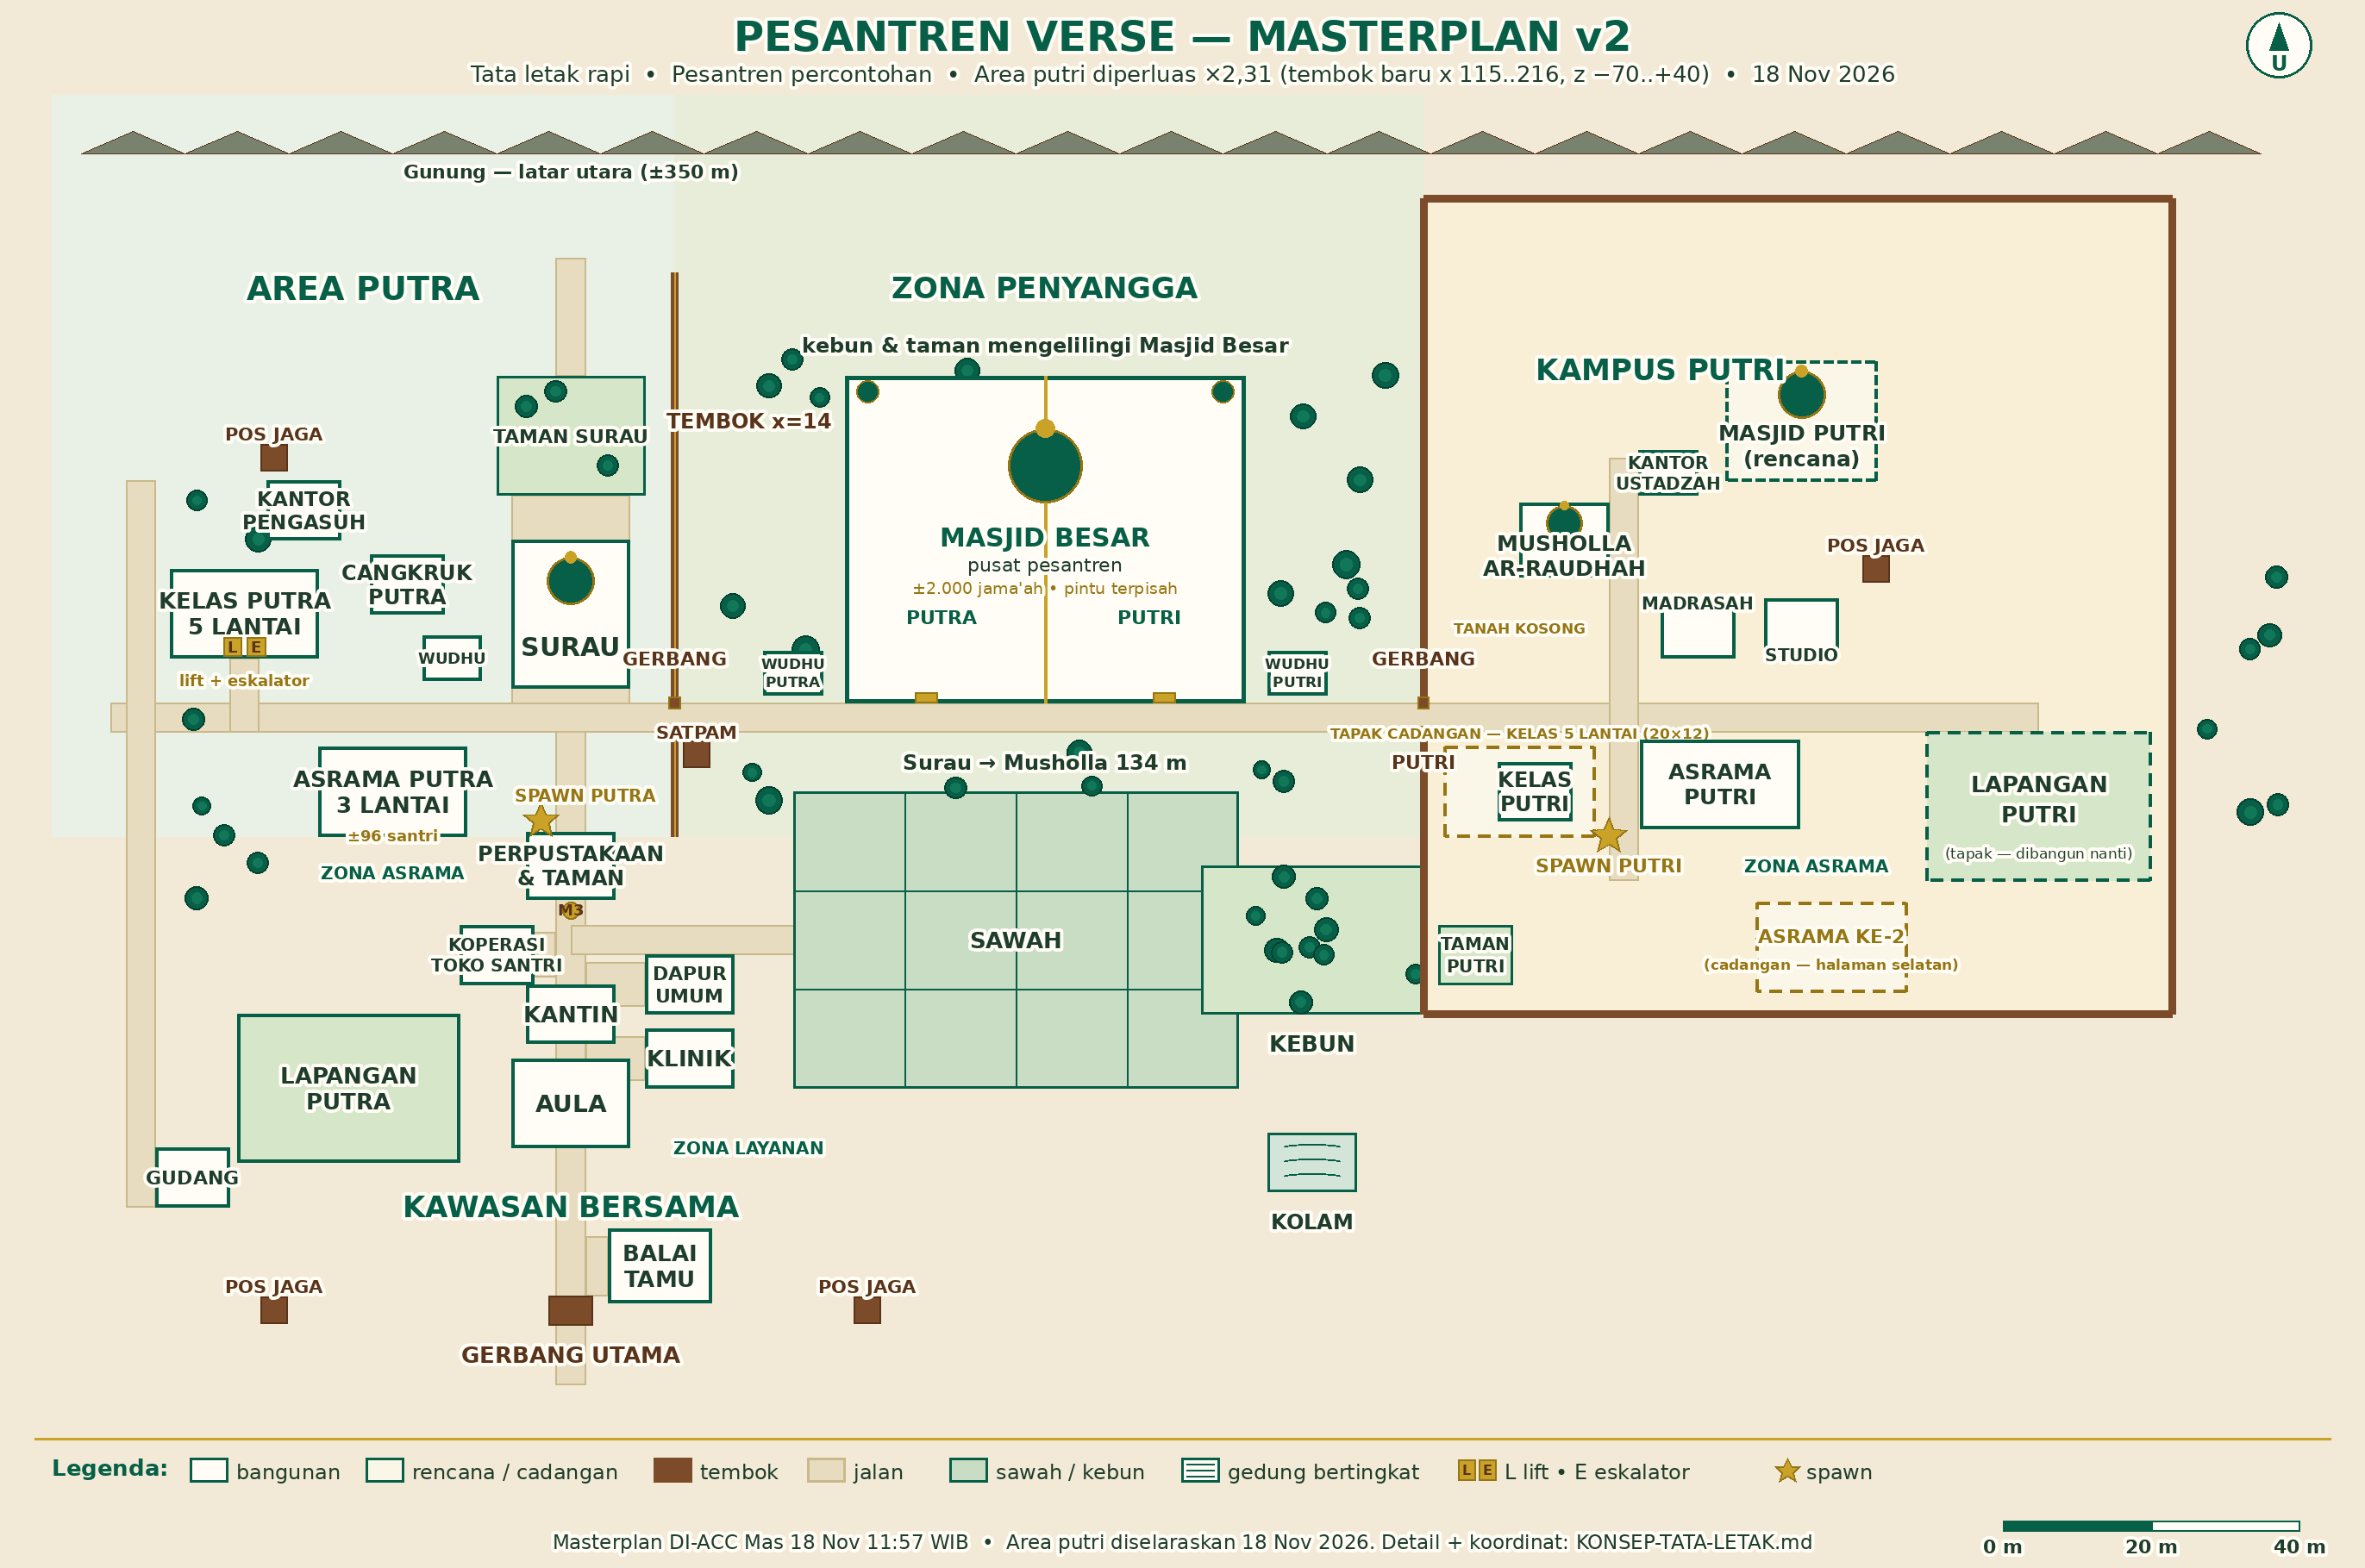 PESANTREN VERSE — MASTERPLAN v2
Tata letak rapi • Pesantren percontohan • Area putri diperluas ×2,31 (tembok baru x 115..216, z −70..+40) • 18 Nov 2026
U
Gunung — latar utara (±350 m)
AREA PUTRA
ZONA PENYANGGA
kebun & taman mengelilingi Masjid Besar
KAMPUS PUTRI
MASJID PUTRI
(rencana)
TEMBOK x=14
POS JAGA
TAMAN SURAU
KANTOR
PENGASUH
KANTOR
USTADZAH
CANGKRUK
PUTRA
KELAS PUTRA
5 LANTAI
L E
lift + eskalator
WUDHU
SURAU
GERBANG
WUDHU
PUTRA
MASJID BESAR
pusat pesantren
±2.000 jama'ah • pintu terpisah
PUTRA
PUTRI
WUDHU
PUTRI
GERBANG
MUSHOLLA
AR-RAUDHAH
POS JAGA
TANAH KOSONG
MADRASAH
STUDIO
SATPAM
Surau → Musholla 134 m
TAPAK CADANGAN — KELAS 5 LANTAI (20×12)
PUTRI
KELAS
PUTRI
ASRAMA
PUTRI
LAPANGAN
PUTRI
(tapak — dibangun nanti)
ASRAMA PUTRA
3 LANTAI
±96 santri
ZONA ASRAMA
SPAWN PUTRA
PERPUSTAKAAN
& TAMAN
M3
SPAWN PUTRI
ZONA ASRAMA
KOPERASI
TOKO SANTRI
DAPUR
UMUM
KANTIN
KLINIK
SAWAH
TAMAN
PUTRI
ASRAMA KE-2
(cadangan — halaman selatan)
KEBUN
LAPANGAN
PUTRA
AULA
ZONA LAYANAN
GUDANG
KAWASAN BERSAMA
KOLAM
BALAI
TAMU
POS JAGA
POS JAGA
GERBANG UTAMA
Legenda:
bangunan
rencana / cadangan
tembok
jalan
sawah / kebun
gedung bertingkat
L E L lift • E eskalator
spawn
Masterplan DI-ACC Mas 18 Nov 11:57 WIB • Area putri diselaraskan 18 Nov 2026. Detail + koordinat: KONSEP-TATA-LETAK.md
0 m
20 m
40 m